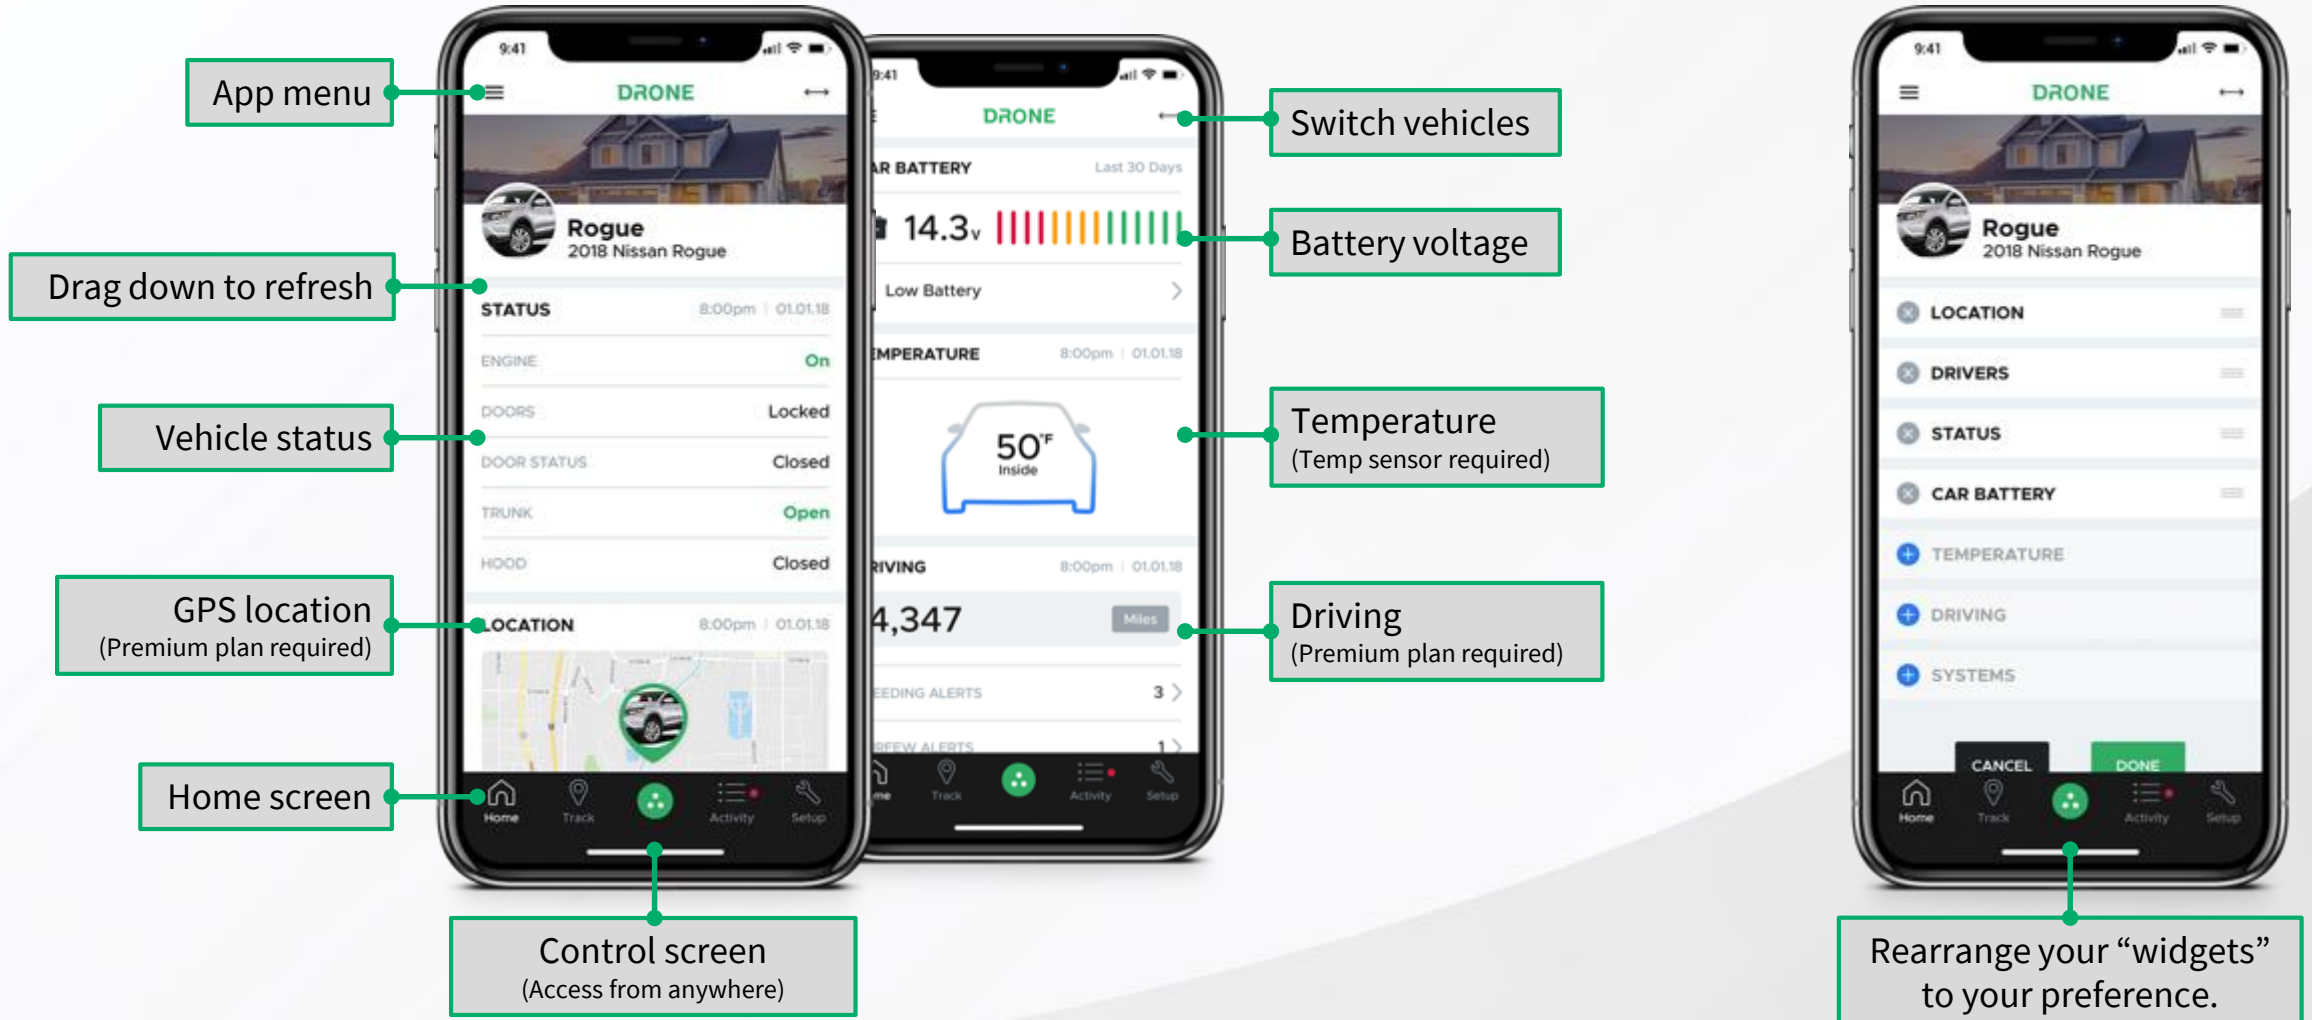 App menu
Drag down to refresh
Vehicle status
GPS location
(Premium plan required)
Home screen
9:41
DRONE
Rogue
2018 Nissan Rogue
STATUS 8:00pm | 01.01.18
ENGINE On
DOORS Locked
DOOR STATUS Closed
TRUNK Open
HOOD Closed
LOCATION 8:00pm | 01.01.18
Home Track Activity Setup
Control screen
(Access from anywhere)
9:41
DRONE
AR BATTERY Last 30 Days
14.3v
Low Battery
EMPERATURE 8:00pm | 01.01.18
50°F
Inside
RIVING 8:00pm | 01.01.18
4,347 Miles
EEDING ALERTS 3
RFEW ALERTS 1
me Track Activity Setup
Switch vehicles
Battery voltage
Temperature
(Temp sensor required)
Driving
(Premium plan required)
9:41
DRONE
Rogue
2018 Nissan Rogue
LOCATION
DRIVERS
STATUS
CAR BATTERY
TEMPERATURE
DRIVING
SYSTEMS
CANCEL DONE
Home Track Activity Setup
Rearrange your “widgets”
to your preference.